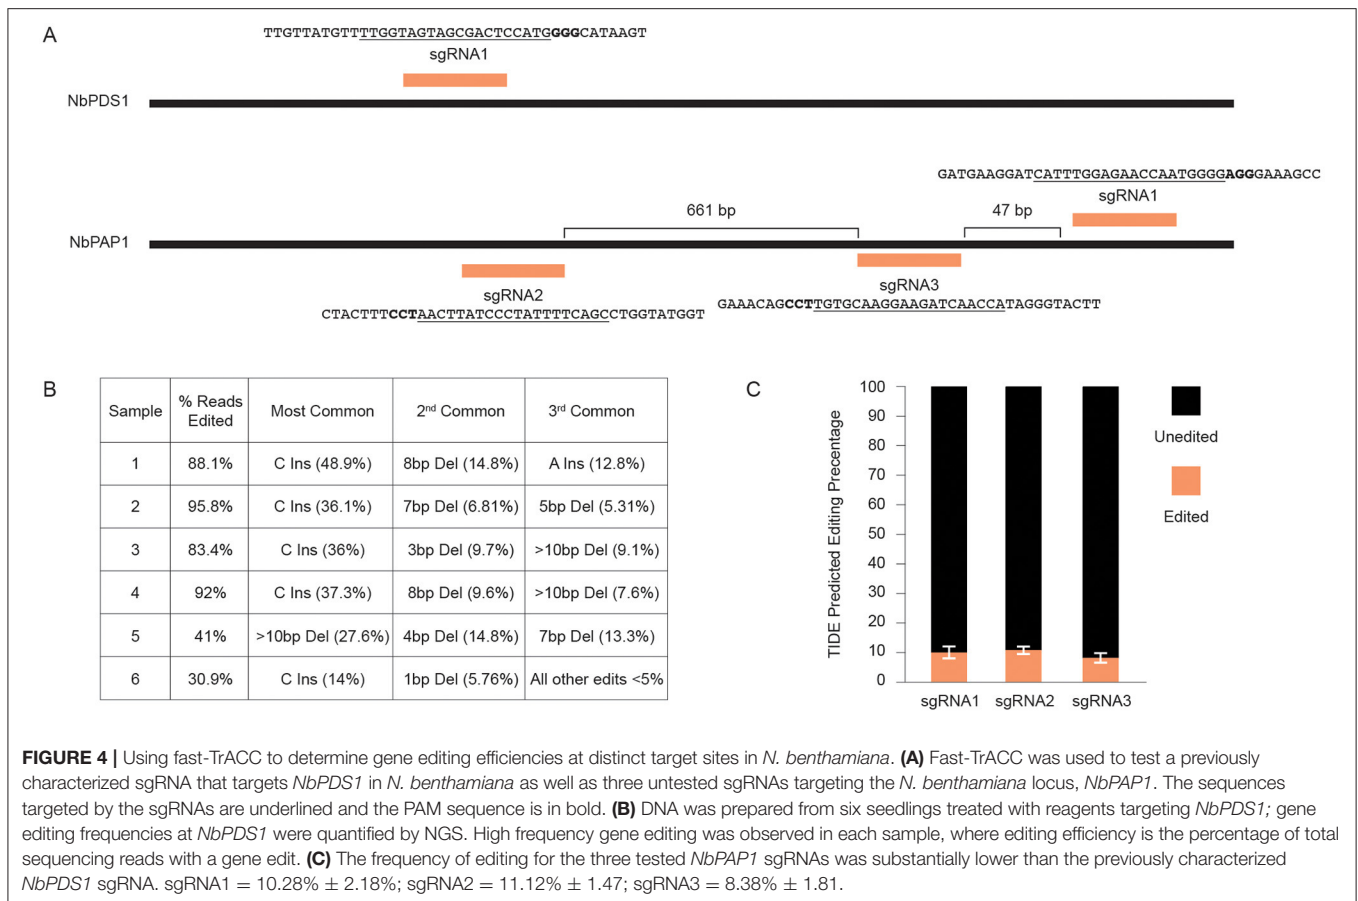 A
TTGTTATGTTTTGGTAGTAGCGACTCCATGGGGCATAAGT
sgRNA1
NbPDS1
GATGAAGGATCATTTGGAGAACCAATGGGGAGGGAAAGCC
sgRNA1
661 bp
47 bp
NbPAP1
sgRNA2
CTACTTTCCTAACTTATCCCTATTTTCAGCCTGGTATGGT
sgRNA3
GAAACAGCCTTGTGCAAGGAAGATCAACCATAGGGTACTT
B
Sample % Reads Edited Most Common 2nd Common 3rd Common
1 88.1% C Ins (48.9%) 8bp Del (14.8%) A Ins (12.8%)
2 95.8% C Ins (36.1%) 7bp Del (6.81%) 5bp Del (5.31%)
3 83.4% C Ins (36%) 3bp Del (9.7%) >10bp Del (9.1%)
4 92% C Ins (37.3%) 8bp Del (9.6%) >10bp Del (7.6%)
5 41% >10bp Del (27.6%) 4bp Del (14.8%) 7bp Del (13.3%)
6 30.9% C Ins (14%) 1bp Del (5.76%) All other edits <5%
C
TIDE Predicted Editing Precentage
100
90
80
70
60
50
40
30
20
10
0
sgRNA1 sgRNA2 sgRNA3
Unedited
Edited
FIGURE 4 | Using fast-TrACC to determine gene editing efficiencies at distinct target sites in N. benthamiana. (A) Fast-TrACC was used to test a previously
characterized sgRNA that targets NbPDS1 in N. benthamiana as well as three untested sgRNAs targeting the N. benthamiana locus, NbPAP1. The sequences
targeted by the sgRNAs are underlined and the PAM sequence is in bold. (B) DNA was prepared from six seedlings treated with reagents targeting NbPDS1; gene
editing frequencies at NbPDS1 were quantified by NGS. High frequency gene editing was observed in each sample, where editing efficiency is the percentage of total
sequencing reads with a gene edit. (C) The frequency of editing for the three tested NbPAP1 sgRNAs was substantially lower than the previously characterized
NbPDS1 sgRNA. sgRNA1 = 10.28% ± 2.18%; sgRNA2 = 11.12% ± 1.47; sgRNA3 = 8.38% ± 1.81.